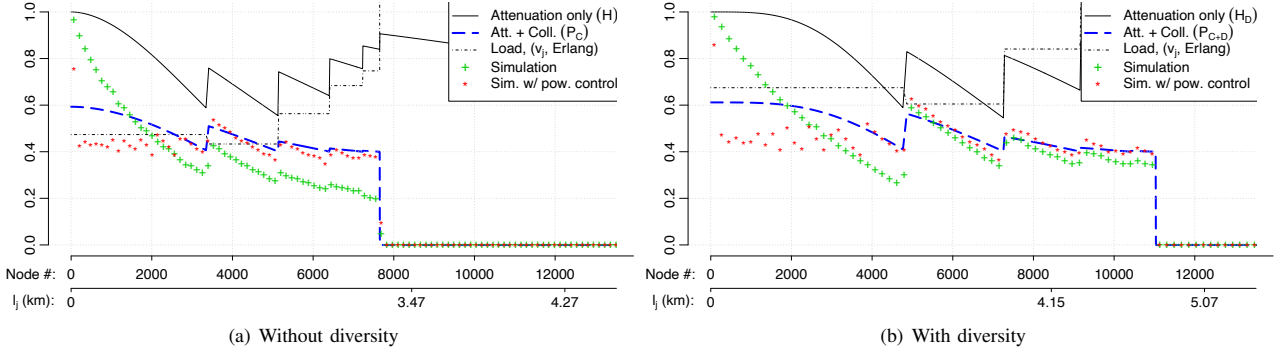 1.0
0.8
0.6
0.4
0.2
0.0
Attenuation only (H)
Att. + Coll. (P_C)
Load, (v_j, Erlang)
Simulation
Sim. w/ pow. control
Node #:
0 2000 4000 6000 8000 10000 12000
l_j (km):
0 3.47 4.27
(a) Without diversity
1.0
0.8
0.6
0.4
0.2
0.0
Attenuation only (H_D)
Att. + Coll. (P_C+D)
Load, (v_j, Erlang)
Simulation
Sim. w/ pow. control
Node #:
0 2000 4000 6000 8000 10000 12000
l_j (km):
0 4.15 5.07
(b) With diversity